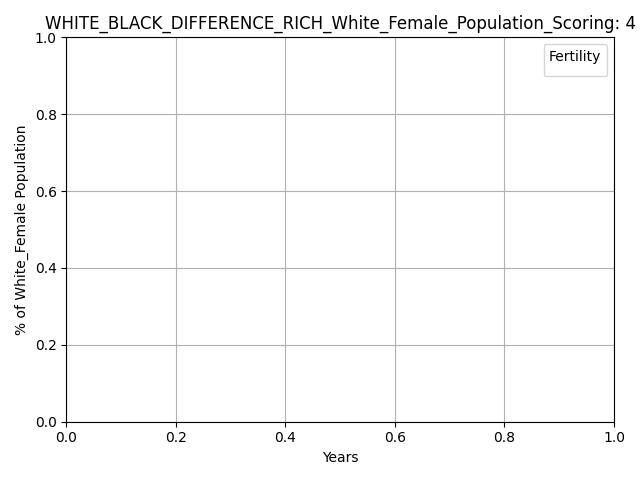 WHITE_BLACK_DIFFERENCE_RICH_White_Female_Population_Scoring: 4
Fertility
% of White_Female Population
1.0
0.8
0.6
0.4
0.2
0.0
0.0 0.2 0.4 0.6 0.8 1.0
Years